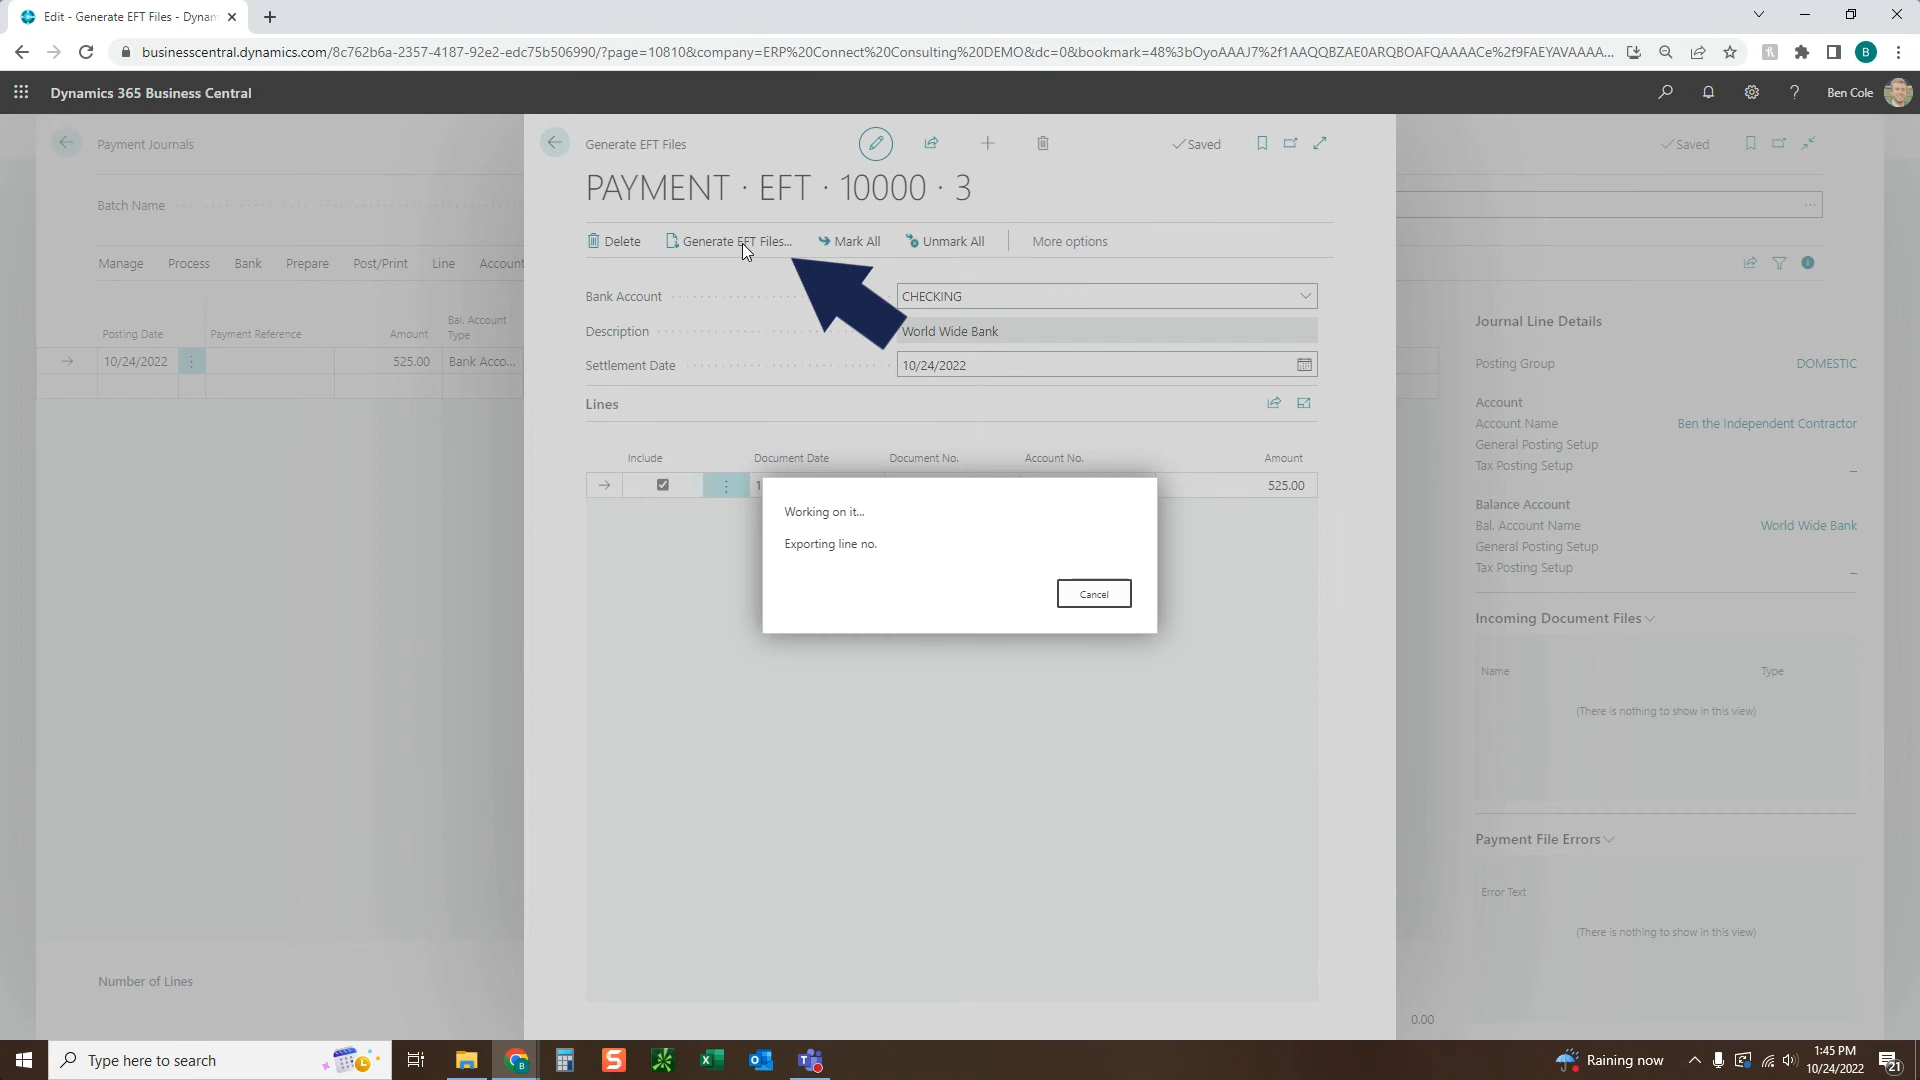 Edit - Generate EFT Files - Dynam
businesscentral.dynamics.com/8c762b6a-2357-4187-92e2-edc75b506990/?page=10810&company=ERP%20Connect%20Consulting%20DEMO&dc=0&bookmark=48%3bOyoAAAJ7%2f1AAQQBZAE0ARQBOAFQAAAACe%2f9FAEYAVAAAA...
B
Dynamics 365 Business Central
Ben Cole
Payment Journals
Generate EFT Files
Saved
Saved
PAYMENT · EFT · 10000 · 3
Batch Name
Delete
Generate EFT Files...
Mark All
Unmark All
More options
Manage
Process
Bank
Prepare
Post/Print
Line
Account
Bank Account
CHECKING
Description
World Wide Bank
Settlement Date
10/24/2022
Posting Date
Payment Reference
Amount
Bal. Account Type
10/24/2022
525.00
Bank Acco...
Lines
Include
Document Date
Document No.
Account No.
Amount
1
525.00
Working on it...
Exporting line no.
Cancel
Journal Line Details
Posting Group
DOMESTIC
Account
Account Name
Ben the Independent Contractor
General Posting Setup
Tax Posting Setup
_
Balance Account
Bal. Account Name
World Wide Bank
General Posting Setup
Tax Posting Setup
_
Incoming Document Files
Name
Type
(There is nothing to show in this view)
Payment File Errors
Error Text
(There is nothing to show in this view)
Number of Lines
0.00
Type here to search
Raining now
1:45 PM
10/24/2022
21